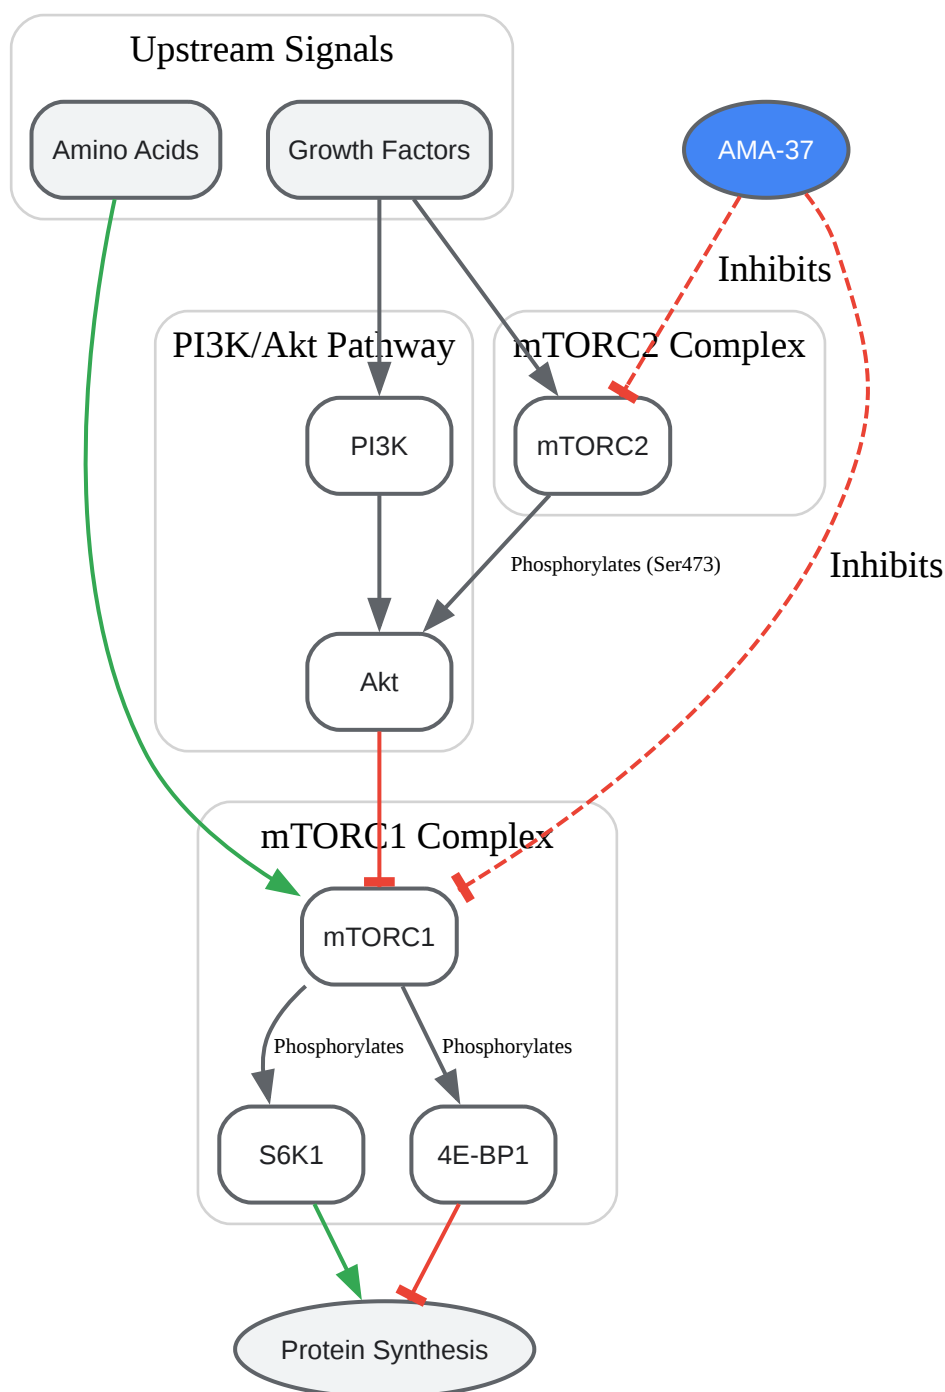 Upstream Signals
Amino Acids
Growth Factors
AMA-37
Inhibits
PI3K/Akt Pathway
mTORC2 Complex
PI3K
mTORC2
Phosphorylates (Ser473)
Inhibits
Akt
mTORC1 Complex
mTORC1
Phosphorylates
Phosphorylates
S6K1
4E-BP1
Protein Synthesis